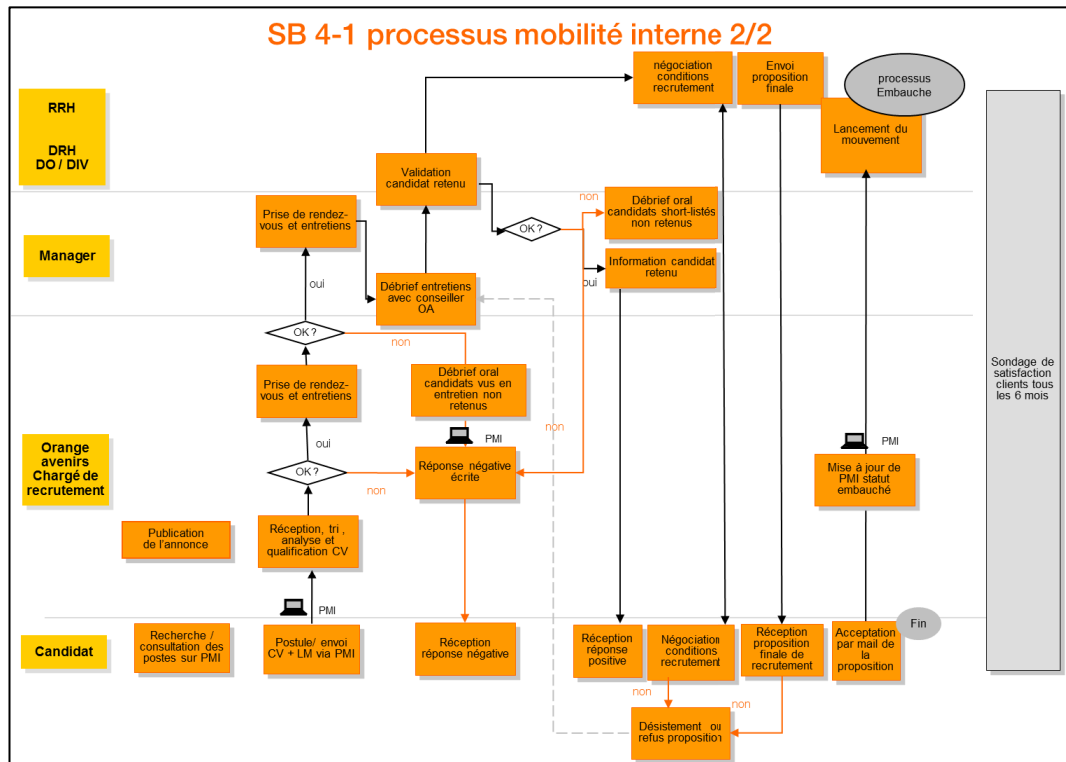 SB 4-1 processus mobilité interne 2/2
RRH
DRH
DO / DIV
négociation
conditions
recrutement
Envoi
proposition
finale
processus
Embauche
Lancement du
mouvement
Validation
candidat retenu
Manager
Prise de rendez-
vous et entretiens
OK ?
non
Débrief oral
candidats short-listés
non retenus
Information candidat
retenu
oui
oui
Débrief entretiens
avec conseiller
OA
OK ?
non
Orange
avenirs
Chargé de
recrutement
Prise de rendez-
vous et entretiens
Débrief oral
candidats vus en
entretien non
retenus
non
oui
PMI
PMI
OK ?
non
Réponse négative
écrite
Mise à jour de
PMI statut
embauché
Publication
de l'annonce
Réception, tri ,
analyse et
qualification CV
PMI
Sondage de
satisfaction
clients tous
les 6 mois
Candidat
Recherche /
consultation des
postes sur PMI
Postule/ envoi
CV + LM via PMI
Réception
réponse négative
Réception
réponse
positive
Négociation
conditions
recrutement
Réception
proposition
finale de
recrutement
Acceptation
par mail de
la
proposition
Fin
non
non
Désistement ou
refus proposition